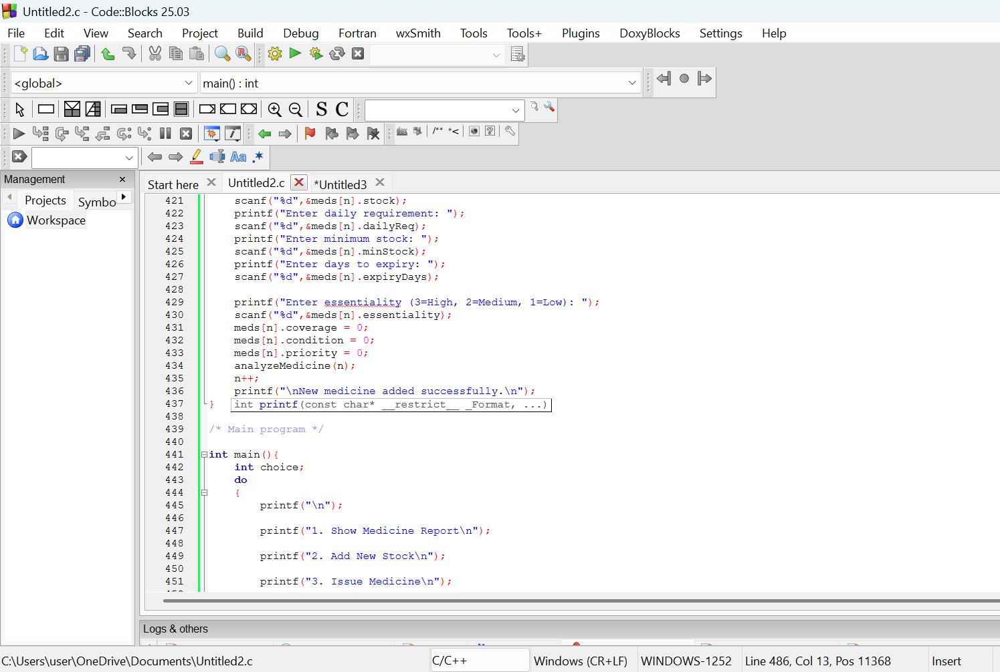 Untitled2.c - Code::Blocks 25.03
File Edit View Search Project Build Debug Fortran wxSmith Tools Tools+ Plugins DoxyBlocks Settings Help
<global> main() : int
S C
/** *<
Aa .*
Management
Start here Untitled2.c *Untitled3
Projects Symbo
Workspace
421 scanf("%d",&meds[n].stock);
422 printf("Enter daily requirement: ");
423 scanf("%d",&meds[n].dailyReq);
424 printf("Enter minimum stock: ");
425 scanf("%d",&meds[n].minStock);
426 printf("Enter days to expiry: ");
427 scanf("%d",&meds[n].expiryDays);
428
429 printf("Enter essentiality (3=High, 2=Medium, 1=Low): ");
430 scanf("%d",&meds[n].essentiality);
431 meds[n].coverage = 0;
432 meds[n].condition = 0;
433 meds[n].priority = 0;
434 analyzeMedicine(n);
435 n++;
436 printf("\nNew medicine added successfully.\n");
437 } int printf(const char* __restrict__ _Format, ...)
438
439 /* Main program */
440
441 int main(){
442 int choice;
443 do
444 {
445 printf("\n");
446
447 printf("1. Show Medicine Report\n");
448
449 printf("2. Add New Stock\n");
450
451 printf("3. Issue Medicine\n");
Logs & others
C:\Users\user\OneDrive\Documents\Untitled2.c C/C++ Windows (CR+LF) WINDOWS-1252 Line 486, Col 13, Pos 11368 Insert